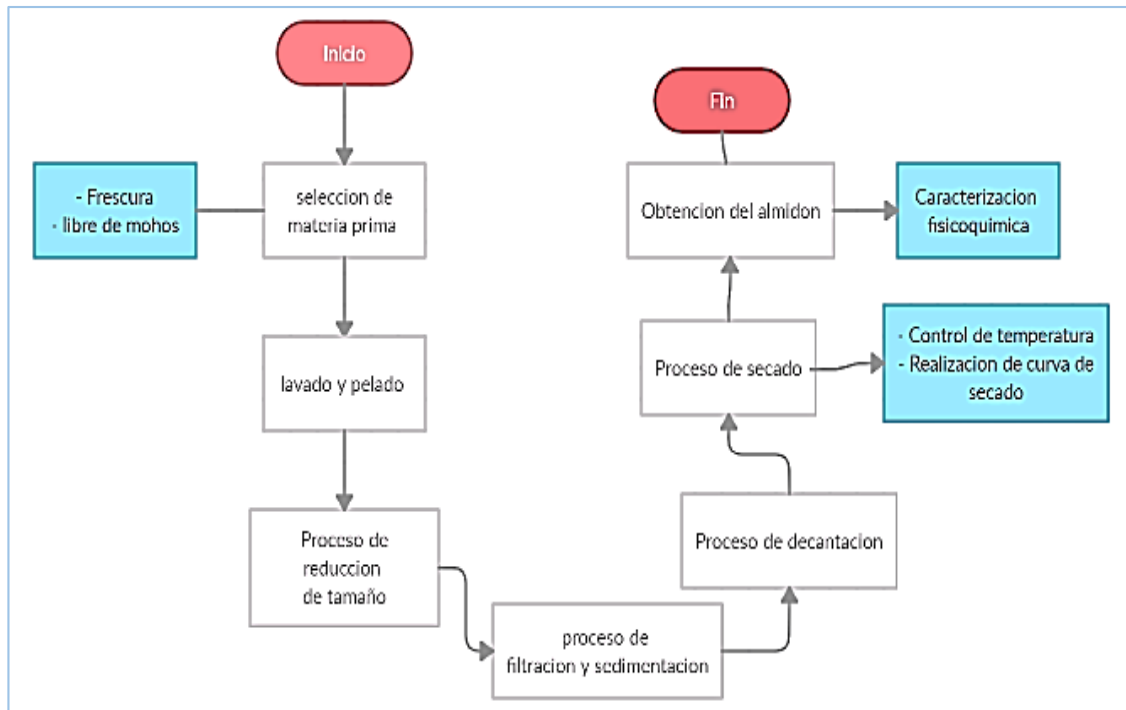 Inicio
- Frescura
- libre de mohos
seleccion de
materia prima
lavado y pelado
Proceso de
reduccion
de tamaño
proceso de
filtracion y sedimentacion
Proceso de decantacion
Proceso de secado
- Control de temperatura
- Realizacion de curva de
secado
Obtencion del almidon
Caracterizacion
fisicoquimica
Fin